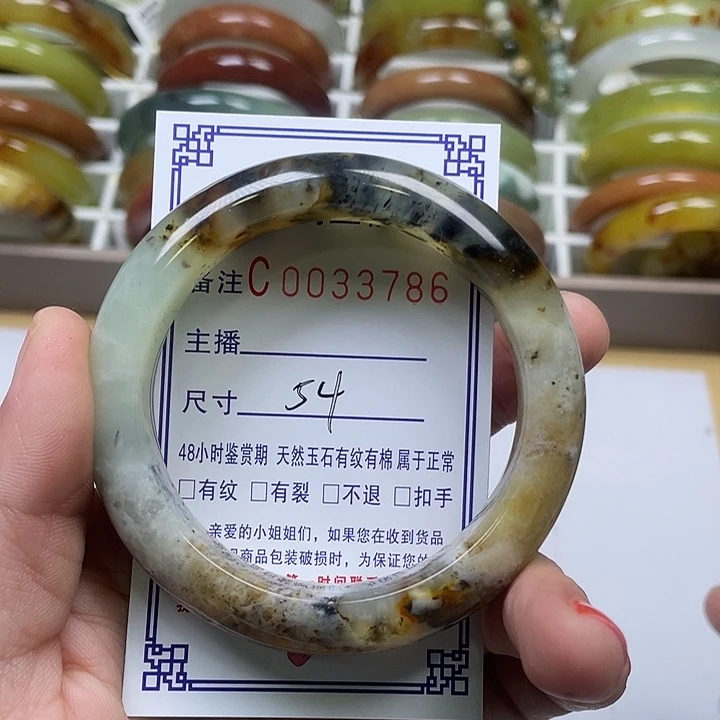 备注C0033786
主播
尺寸 54
48小时鉴赏期 天然玉石有纹有棉属于正常
□有纹 □有裂 □不退 □扣手
亲爱的小姐姐们，如果您在收到货品
商品包装破损时，为保证您的
时间联